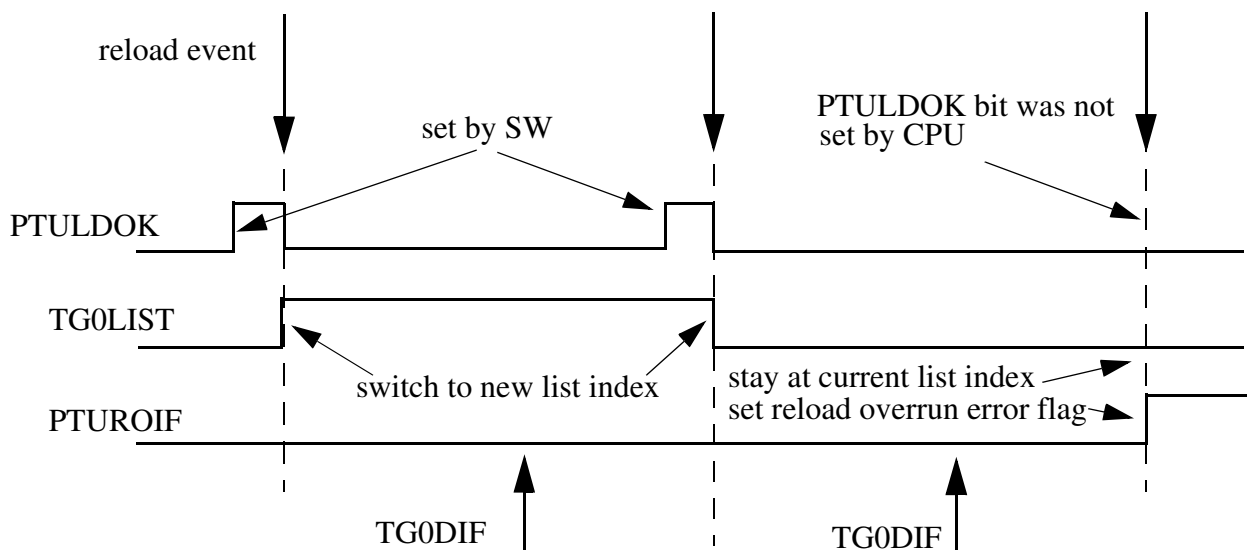 reload event
set by SW
PTULDOK bit was not
set by CPU
PTULDOK
TG0LIST
switch to new list index
stay at current list index
set reload overrun error flag
PTUROIF
TG0DIF
TG0DIF